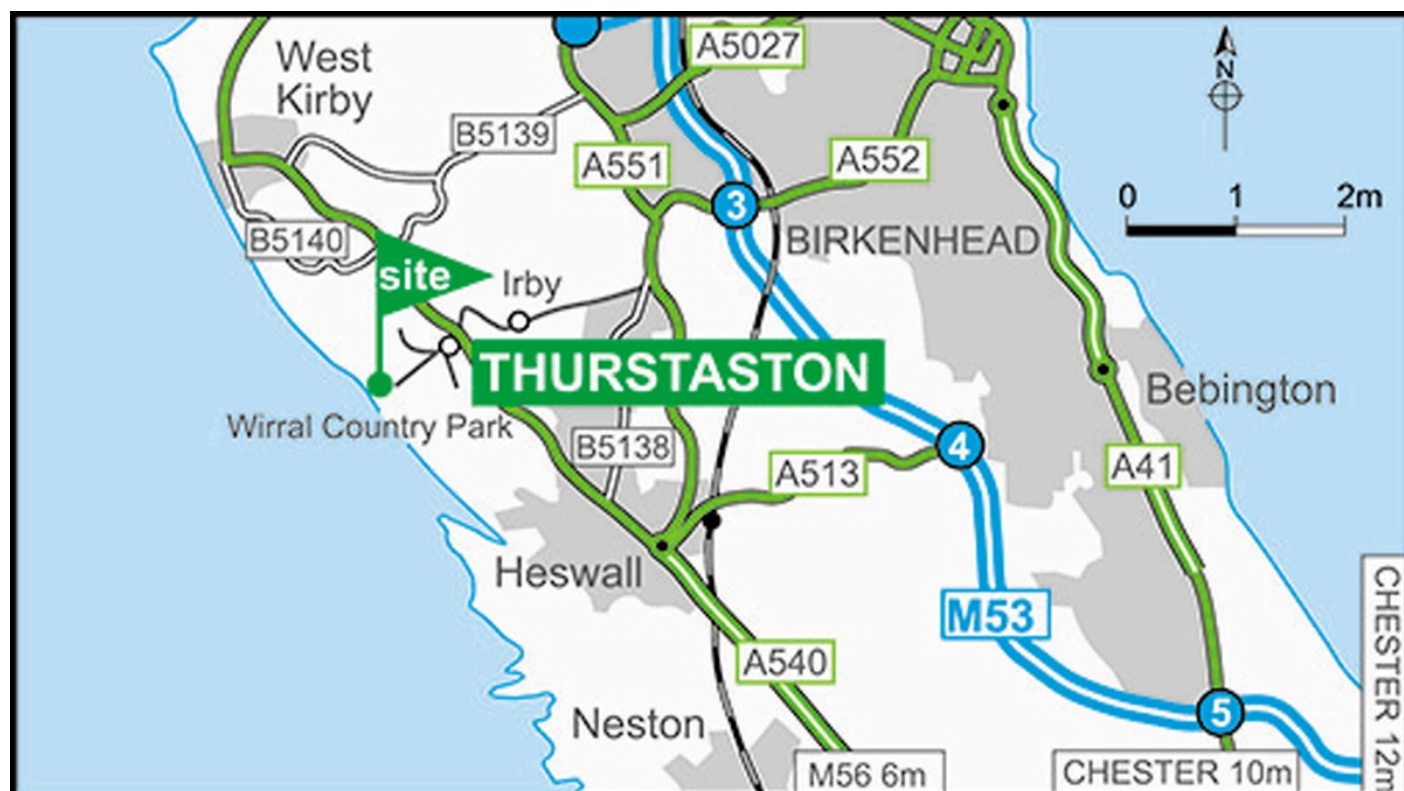 A5027
West
Kirby
N
B5139
A551
A552
0 1 2m
3
BIRKENHEAD
B5140
site
Irby
THURSTASTON
Bebington
Wirral Country Park
B5138
4
A513
A41
Heswall
M53
A540
CHESTER 12m
5
Neston
M56 6m
CHESTER 10m